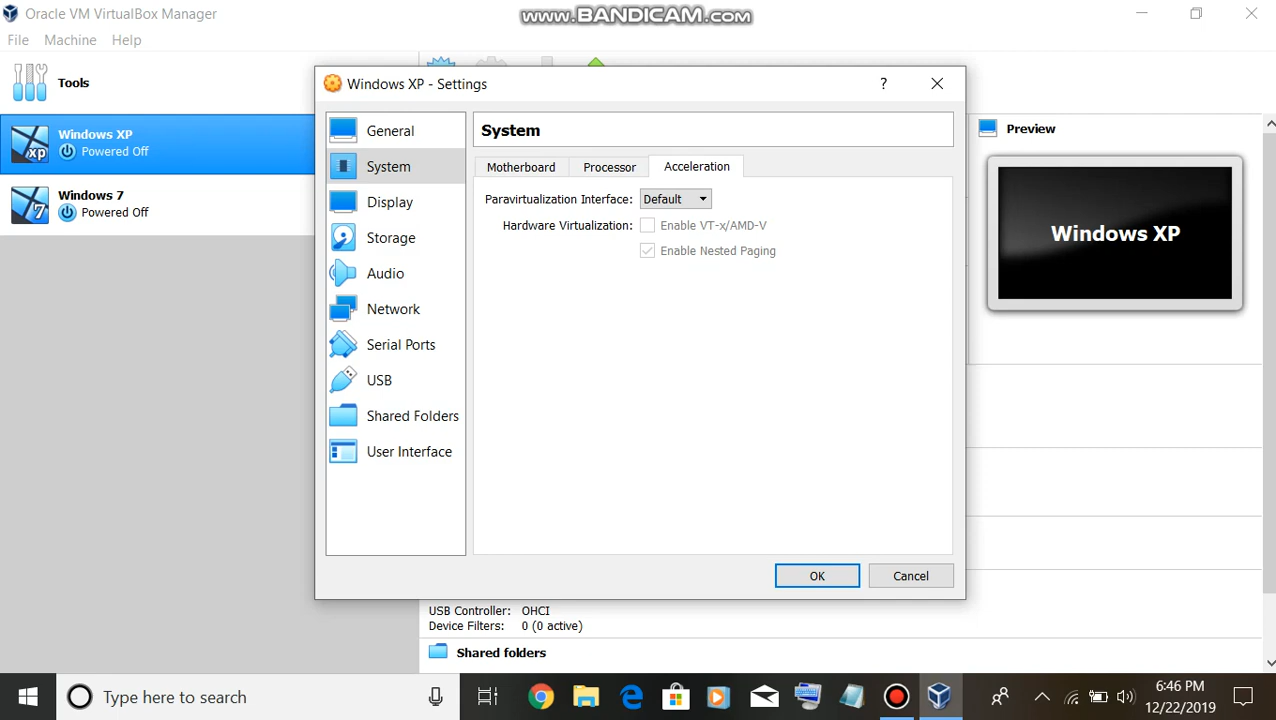 Oracle VM VirtualBox Manager
www.BANDICAM.com
File Machine Help
Tools
Windows XP
Powered Off
Windows 7
Powered Off
Windows XP - Settings
?
General
System
Display
Storage
Audio
Network
Serial Ports
USB
Shared Folders
User Interface
System
Motherboard Processor Acceleration
Paravirtualization Interface: Default
Hardware Virtualization: Enable VT-x/AMD-V
Enable Nested Paging
OK Cancel
Preview
Windows XP
USB Controller: OHCI
Device Filters: 0 (0 active)
Shared folders
Type here to search
6:46 PM
12/22/2019